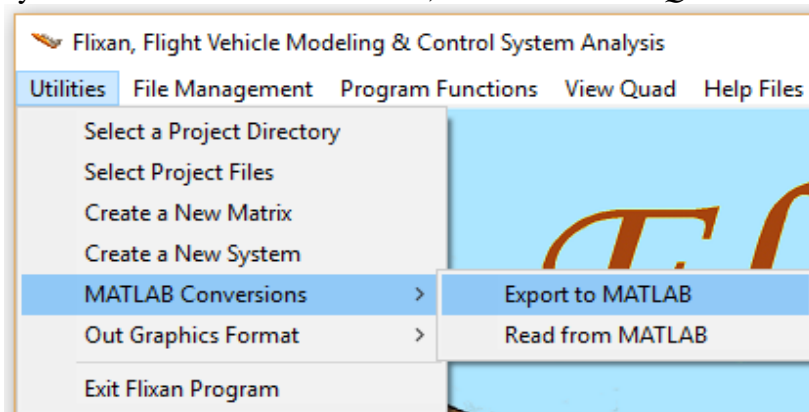 Flixan, Flight Vehicle Modeling & Control System Analysis
Utilities File Management Program Functions View Quad Help Files
Select a Project Directory
Select Project Files
Create a New Matrix
Create a New System
MATLAB Conversions > Export to MATLAB
Out Graphics Format > Read from MATLAB
Exit Flixan Program